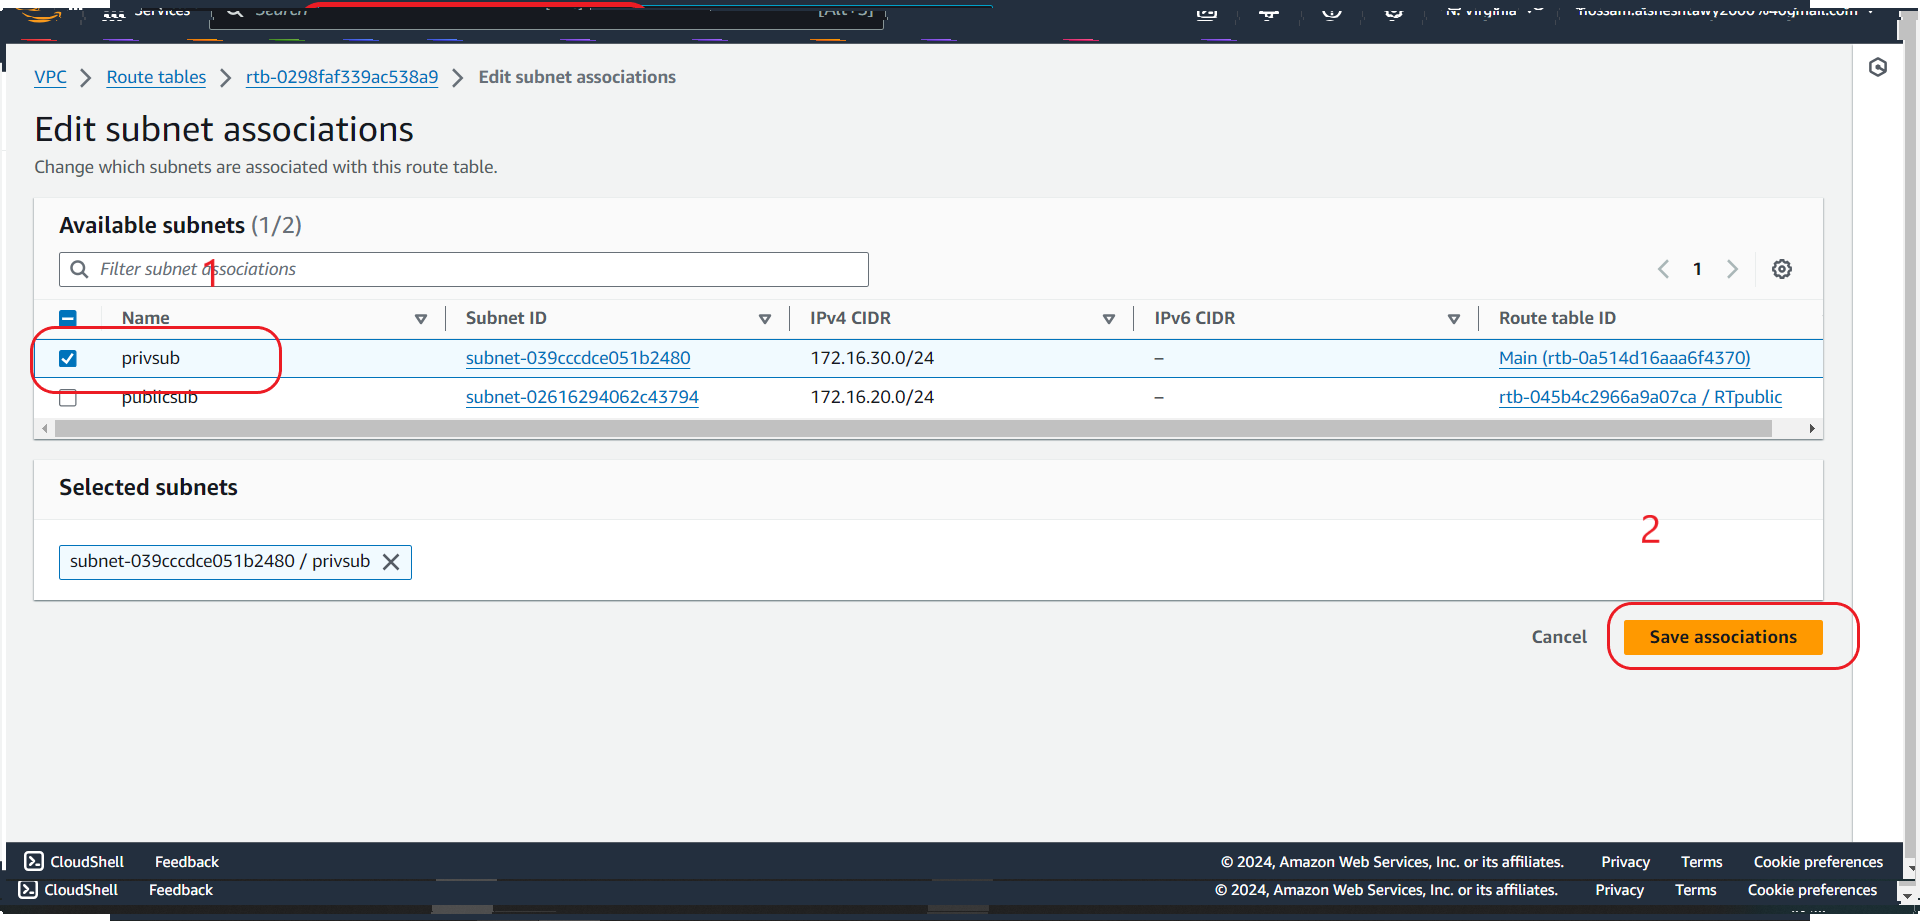 Services
Search
[Alt+S]
N. Virginia
VPC > Route tables > rtb-0298faf339ac538a9 > Edit subnet associations
Edit subnet associations
Change which subnets are associated with this route table.
Available subnets (1/2)
Filter subnet associations
1
1
Name Subnet ID IPv4 CIDR IPv6 CIDR Route table ID
privsub subnet-039cccdce051b2480 172.16.30.0/24 – Main (rtb-0a514d16aaa6f4370)
publicsub subnet-02616294062c43794 172.16.20.0/24 – rtb-045b4c2966a9a07ca / RTpublic
Selected subnets
2
subnet-039cccdce051b2480 / privsub
Cancel Save associations
CloudShell Feedback © 2024, Amazon Web Services, Inc. or its affiliates. Privacy Terms Cookie preferences
CloudShell Feedback © 2024, Amazon Web Services, Inc. or its affiliates. Privacy Terms Cookie preferences